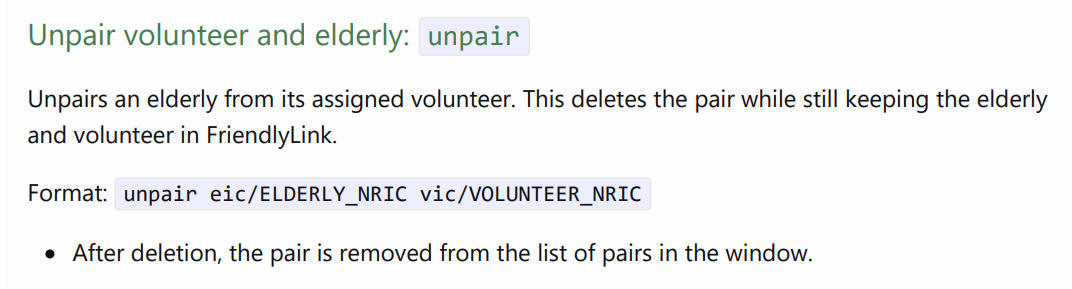 Unpair volunteer and elderly: unpair
Unpairs an elderly from its assigned volunteer. This deletes the pair while still keeping the elderly
and volunteer in FriendlyLink.
Format: unpair eic/ELDERLY_NRIC vic/VOLUNTEER_NRIC
• After deletion, the pair is removed from the list of pairs in the window.